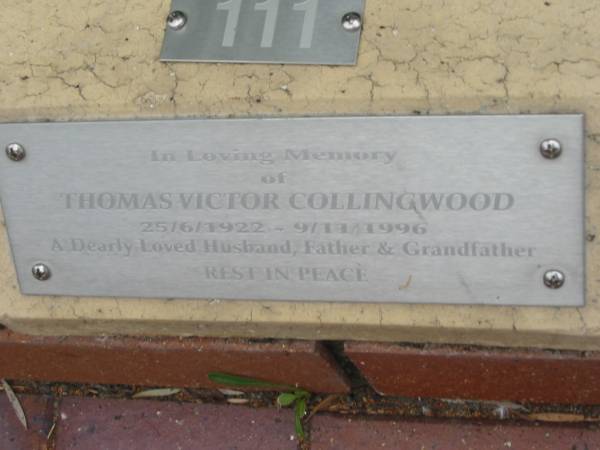 111
In Loving Memory
of
THOMAS VICTOR COLLINGWOOD
25/6/1922 - 9/11/1996
A Dearly Loved Husband, Father & Grandfather
REST IN PEACE